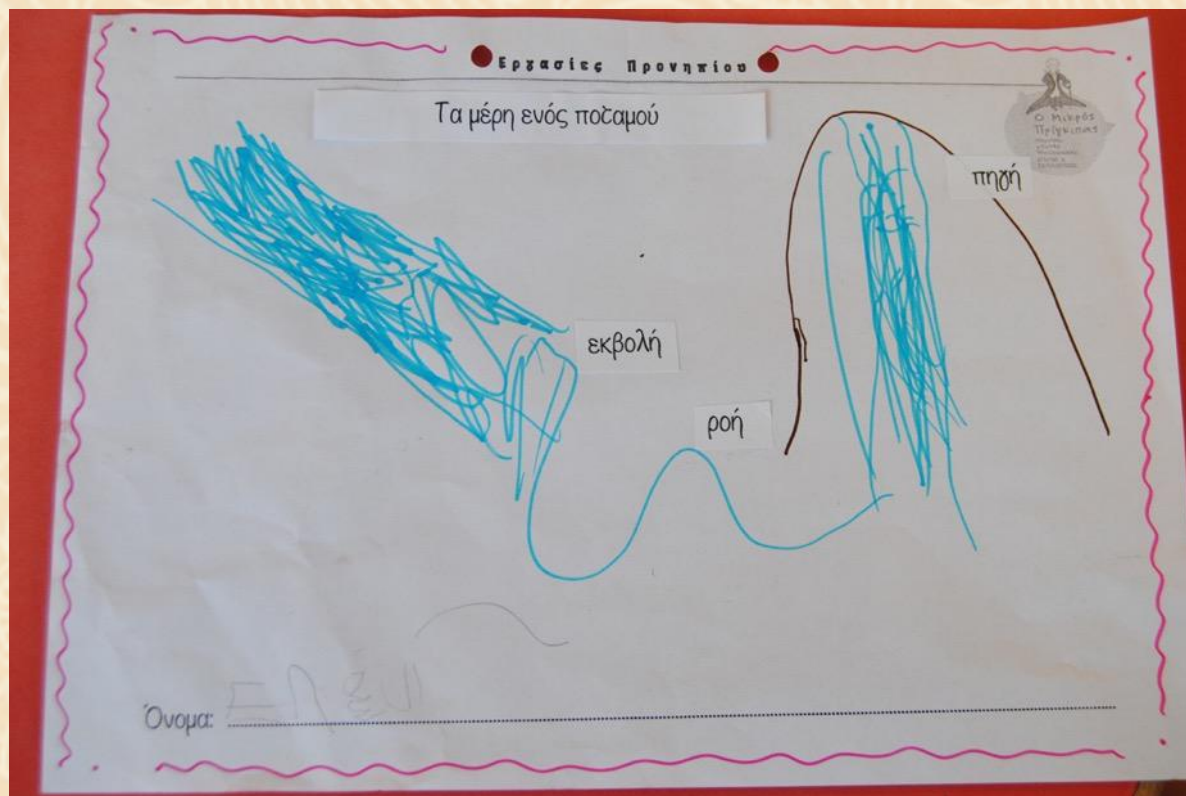 Εργασίες Προνηπίου
Τα μέρη ενός ποταμού
Ο Μικρός
Πρίγκιπας
πηγή
εκβολή
ροή
Όνομα: